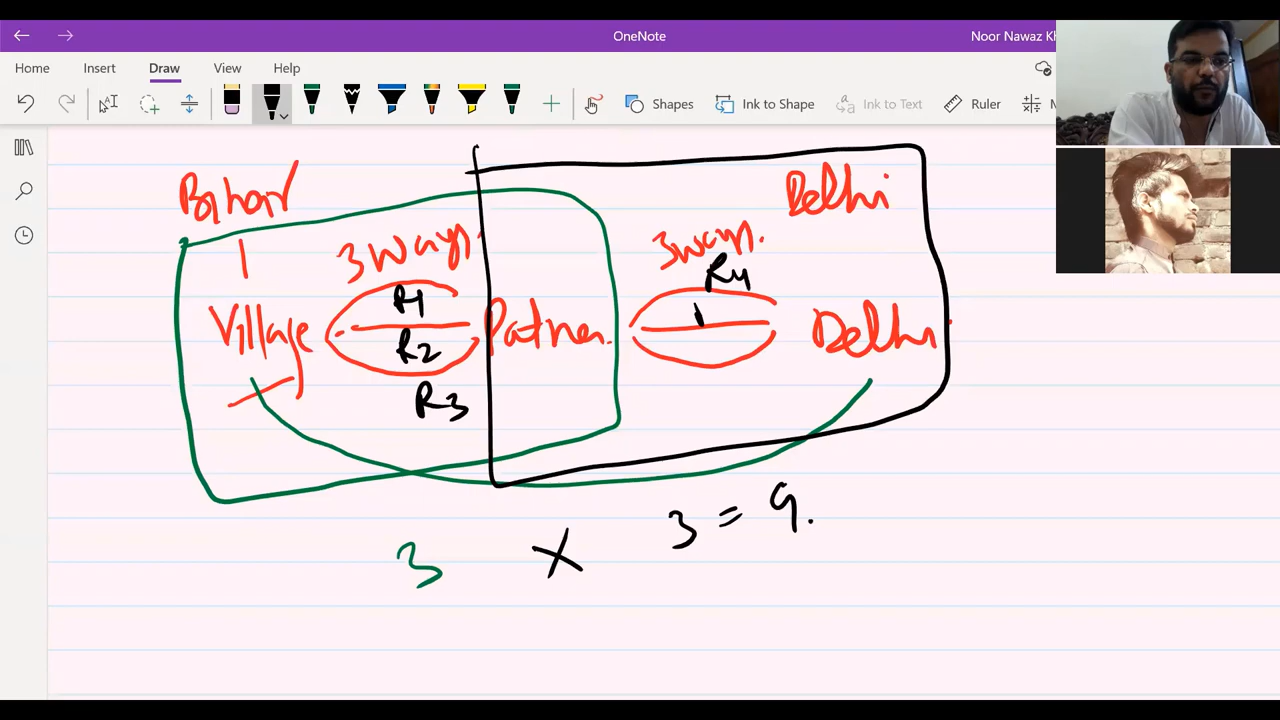 OneNote
Noor Nawaz Kh
Home Insert Draw View Help
Shapes Ink to Shape Ink to Text Ruler M
Bihar
Delhi
3 ways.
3 ways.
R4
R1
Village
Patna.
Delhi
R2
R3
3 X 3 = 9.